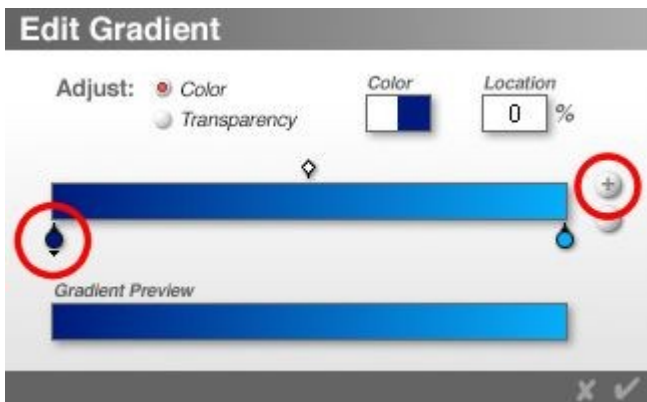 Edit Gradient
Adjust: Color Color Location
Transparency 0 %
Gradient Preview